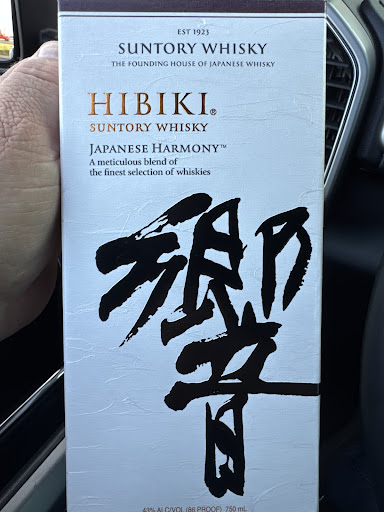 EST 1923
SUNTORY WHISKY
THE FOUNDING HOUSE OF JAPANESE WHISKY
HIBIKI®
SUNTORY WHISKY
JAPANESE HARMONY™
A meticulous blend of
the finest selection of whiskies
響
43% ALC/VOL (86 PROOF) 750 mL